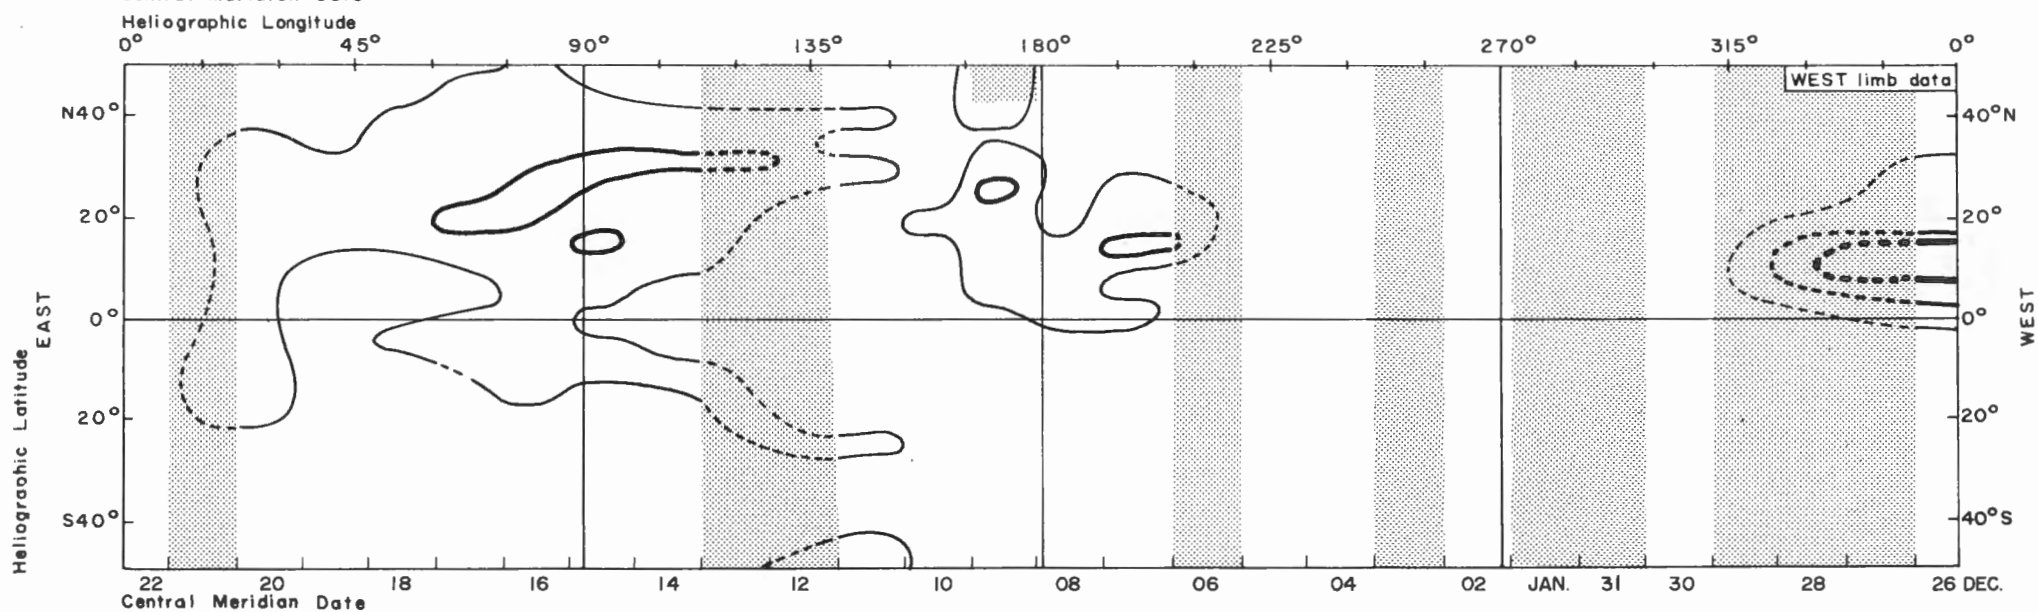 Heliographic Longitude
0° 45° 90° 135° 180° 225° 270° 315° 0°
WEST limb data
N40° 40°N
20° 20°
EAST 0° 0° WEST
20° 20°
S40° 40°S
Heliographic Latitude
22 20 18 16 14 12 10 08 06 04 02 JAN. 31 30 28 26 DEC.
Central Meridian Date